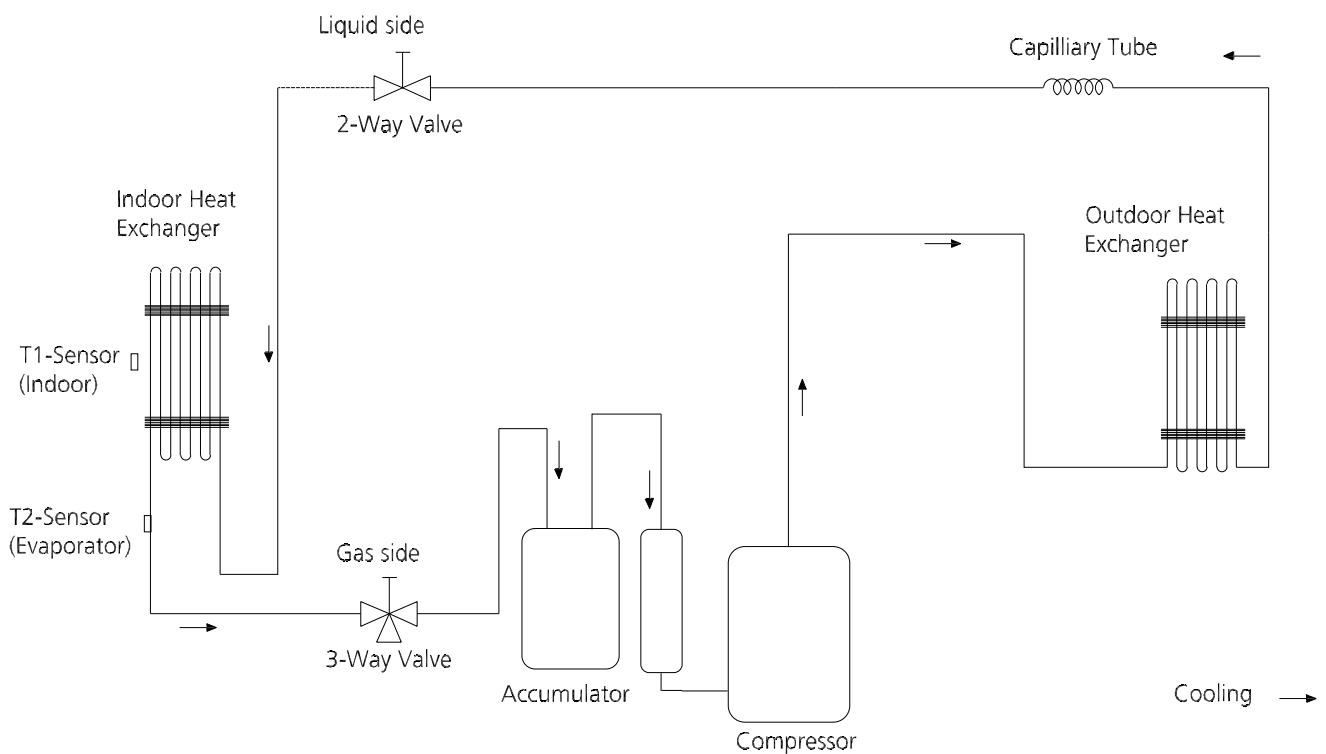 Liquid side
Capilliary Tube
2-Way Valve
Indoor Heat
Exchanger
Outdoor Heat
Exchanger
T1-Sensor
(Indoor)
T2-Sensor
(Evaporator)
Gas side
3-Way Valve
Accumulator
Cooling
Compressor